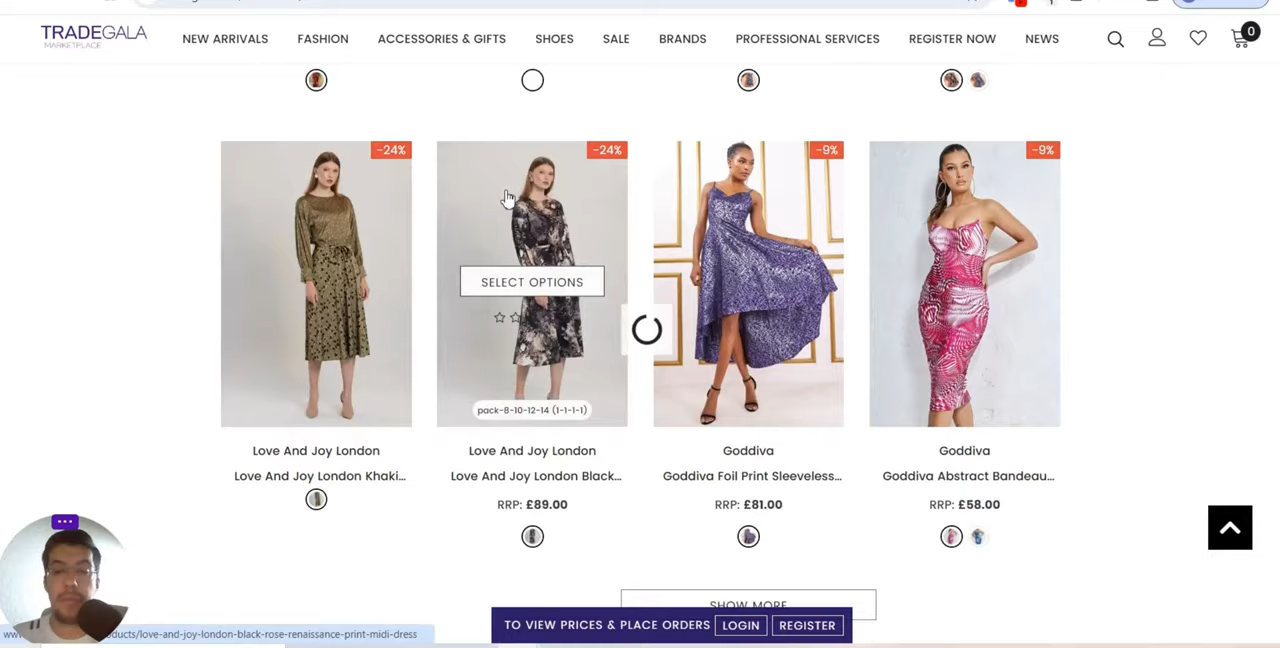 TRADEGALA
MARKETPLACE
NEW ARRIVALS FASHION ACCESSORIES & GIFTS SHOES SALE BRANDS PROFESSIONAL SERVICES REGISTER NOW NEWS
0
-24% -24% -9% -9%
SELECT OPTIONS
pack-8-10-12-14 (1-1-1-1)
Love And Joy London Love And Joy London Goddiva Goddiva
Love And Joy London Khaki... Love And Joy London Black... Goddiva Foil Print Sleeveless... Goddiva Abstract Bandeau...
RRP: £89.00 RRP: £81.00 RRP: £58.00
SHOW MORE
TO VIEW PRICES & PLACE ORDERS LOGIN REGISTER
ducts/love-and-joy-london-black-rose-renaissance-print-midi-dress